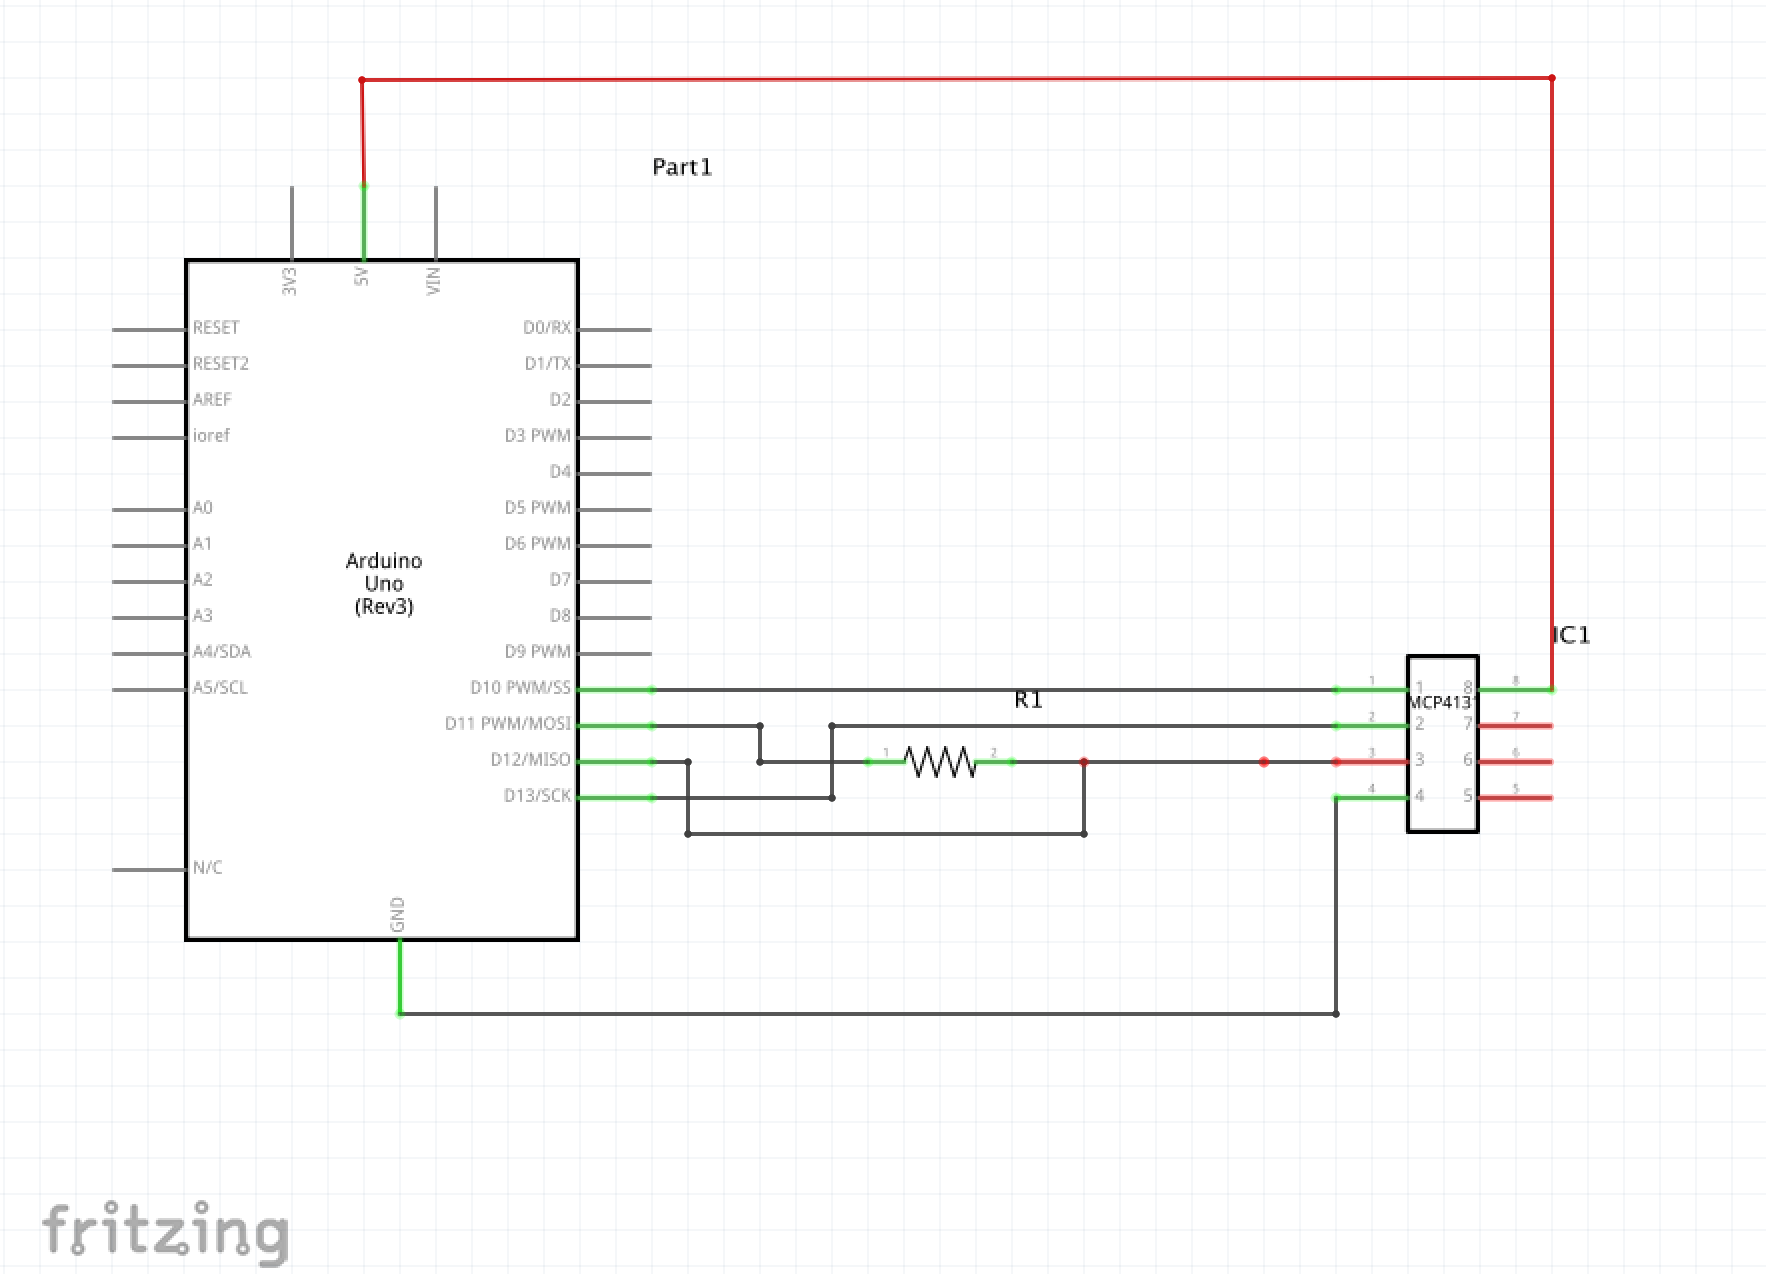 Part1
3V3
5V
VIN
RESET
D0/RX
RESET2
D1/TX
AREF
D2
ioref
D3 PWM
D4
A0
D5 PWM
A1
D6 PWM
Arduino
Uno
(Rev3)
A2
D7
A3
D8
A4/SDA
D9 PWM
A5/SCL
D10 PWM/SS
D11 PWM/MOSI
D12/MISO
D13/SCK
N/C
GND
R1
1
2
IC1
MCP413
1
1
8
8
2
2
7
7
3
3
6
6
4
4
5
5
fritzing